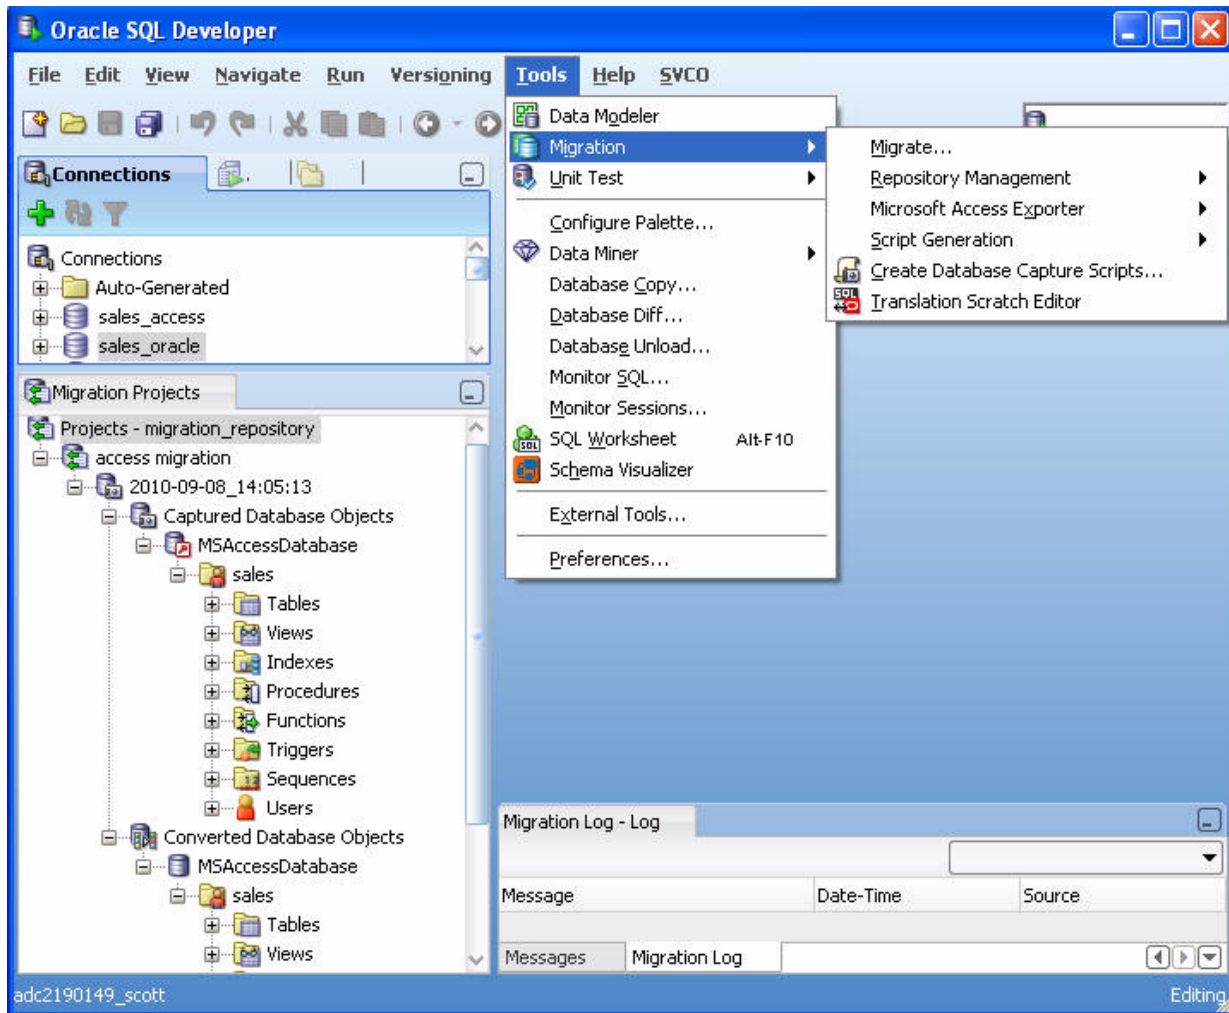 Oracle SQL Developer
File Edit View Navigate Run Versioning Tools Help SVCO
Connections
Connections
Auto-Generated
sales_access
sales_oracle
Migration Projects
Projects - migration_repository
access migration
2010-09-08_14:05:13
Captured Database Objects
MSAccessDatabase
sales
Tables
Views
Indexes
Procedures
Functions
Triggers
Sequences
Users
Converted Database Objects
MSAccessDatabase
sales
Tables
Views
Data Modeler
Migration
Unit Test
Configure Palette...
Data Miner
Database Copy...
Database Diff...
Database Unload...
Monitor SQL...
Monitor Sessions...
SQL Worksheet Alt-F10
Schema Visualizer
External Tools...
Preferences...
Migrate...
Repository Management
Microsoft Access Exporter
Script Generation
Create Database Capture Scripts...
Translation Scratch Editor
Migration Log - Log
Message Date-Time Source
Messages Migration Log
adc2190149_scott Editing